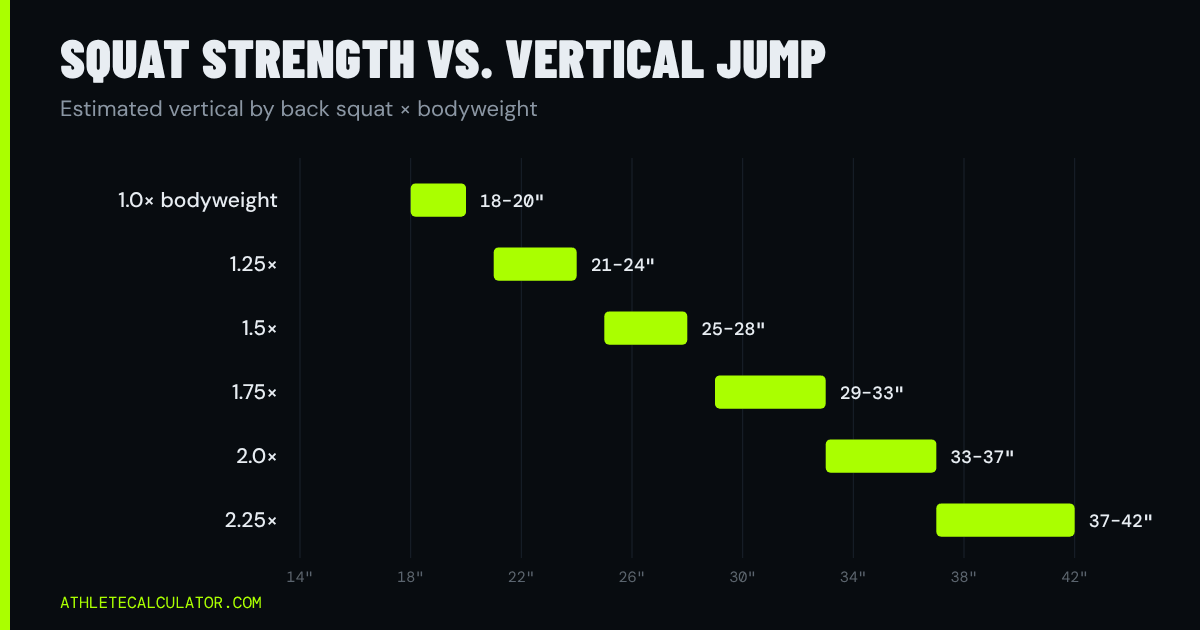 SQUAT STRENGTH VS. VERTICAL JUMP
Estimated vertical by back squat × bodyweight
1.0× bodyweight 18–20"
1.25× 21–24"
1.5× 25–28"
1.75× 29–33"
2.0× 33–37"
2.25× 37–42"
14" 18" 22" 26" 30" 34" 38" 42"
ATHLETECALCULATOR.COM